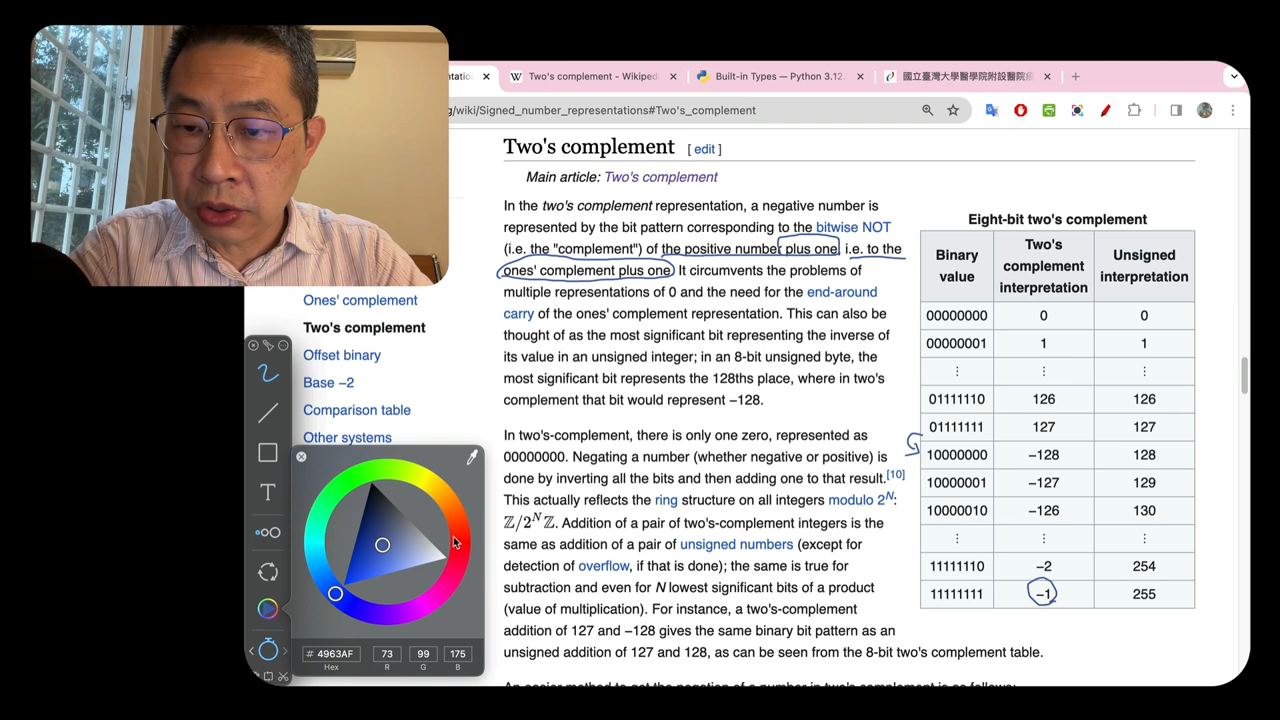 ntatio
Two's complement - Wikiped
Built-in Types — Python 3.12.
國立臺灣大學醫學院附設醫院
g/wiki/Signed_number_representations#Two's_complement
Ones' complement
Two's complement
Offset binary
Base −2
Comparison table
Other systems
# 4963AF 73 99 175
Hex R G B
Two's complement [ edit ]
Main article: Two's complement
In the two's complement representation, a negative number is
represented by the bit pattern corresponding to the bitwise NOT
(i.e. the "complement") of the positive number plus one, i.e. to the
ones' complement plus one. It circumvents the problems of
multiple representations of 0 and the need for the end-around
carry of the ones' complement representation. This can also be
thought of as the most significant bit representing the inverse of
its value in an unsigned integer; in an 8-bit unsigned byte, the
most significant bit represents the 128ths place, where in two's
complement that bit would represent −128.
In two's-complement, there is only one zero, represented as
00000000. Negating a number (whether negative or positive) is
done by inverting all the bits and then adding one to that result.[10]
This actually reflects the ring structure on all integers modulo 2ᴺ:
ℤ/2ᴺℤ. Addition of a pair of two's-complement integers is the
same as addition of a pair of unsigned numbers (except for
detection of overflow, if that is done); the same is true for
subtraction and even for N lowest significant bits of a product
(value of multiplication). For instance, a two's-complement
addition of 127 and −128 gives the same binary bit pattern as an
unsigned addition of 127 and 128, as can be seen from the 8-bit two's complement table.
An easier method to get the negation of a number in two's complement is as follows:
Eight-bit two's complement
Binary value Two's complement interpretation Unsigned interpretation
00000000 0 0
00000001 1 1
⋮ ⋮ ⋮
01111110 126 126
01111111 127 127
10000000 −128 128
10000001 −127 129
10000010 −126 130
⋮ ⋮ ⋮
11111110 −2 254
11111111 −1 255